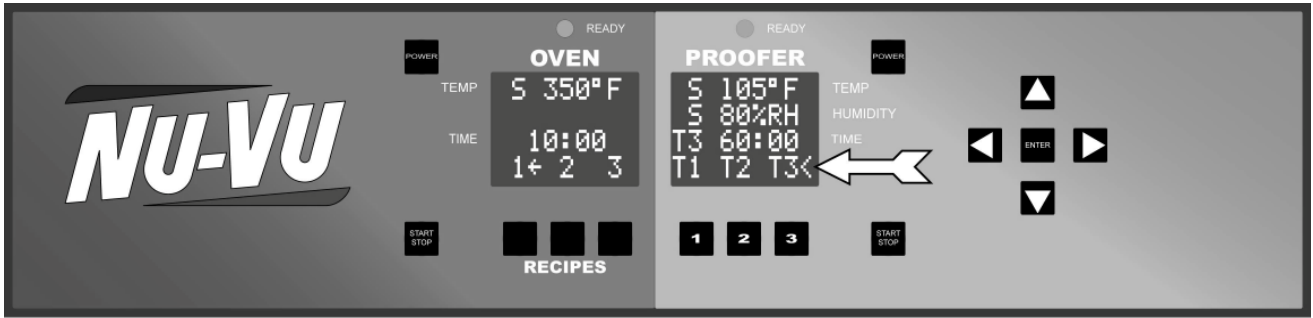 NU-VU
READY
POWER
OVEN
TEMP
S 350°F
TIME
10:00
1← 2 3
START
STOP
RECIPES
READY
PROOFER
POWER
S 105°F
TEMP
S 80%RH
HUMIDITY
T3 60:00
TIME
T1 T2 T3<
1 2 3
START
STOP
ENTER